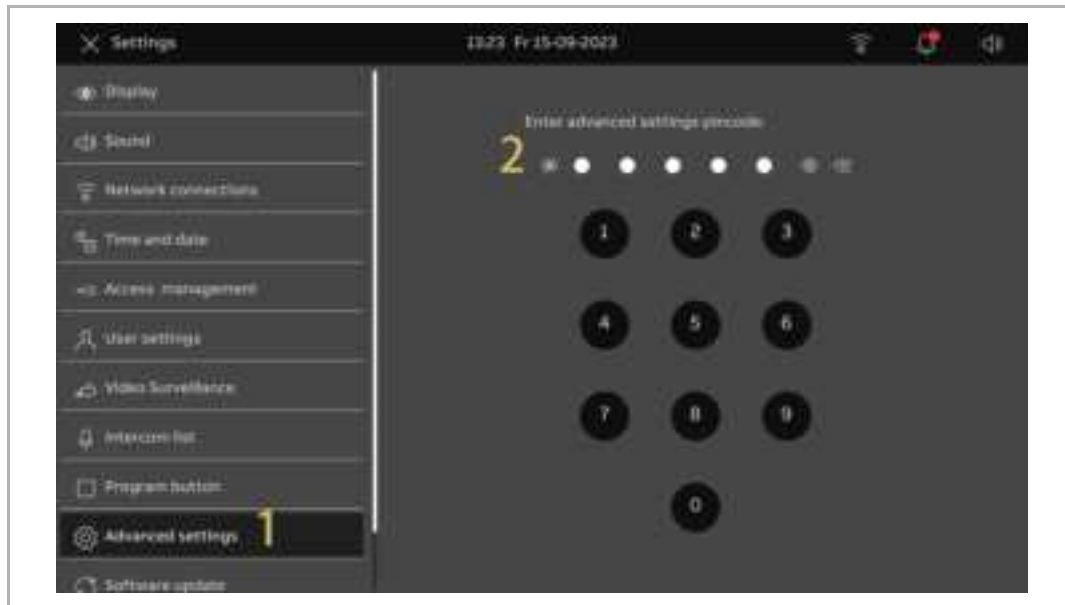 Settings
13:23 Fr 15-09-2023
Display
Sound
Network connections
Time and date
Access management
User settings
Video Surveillance
Intercom list
Program button
Advanced settings
1
Software update
Enter advanced settings pincode
2
1 2 3
4 5 6
7 8 9
0